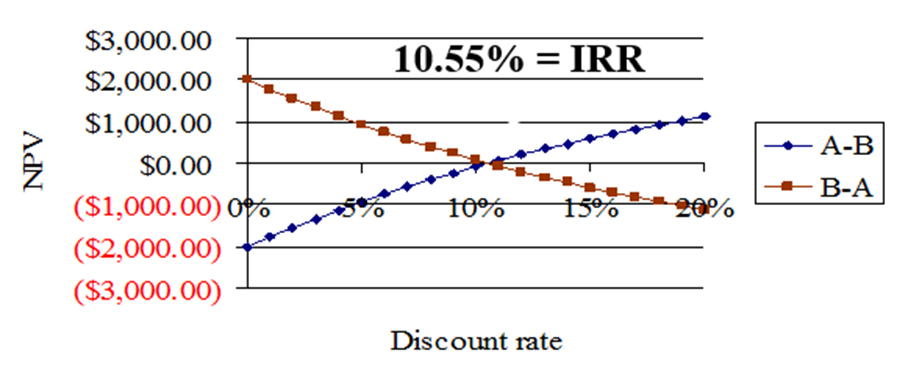 $3,000.00
10.55% = IRR
$2,000.00
$1,000.00
$0.00
($1,000.00)
0% 5% 10% 15% 20%
($2,000.00)
($3,000.00)
NPV
Discount rate
A-B
B-A